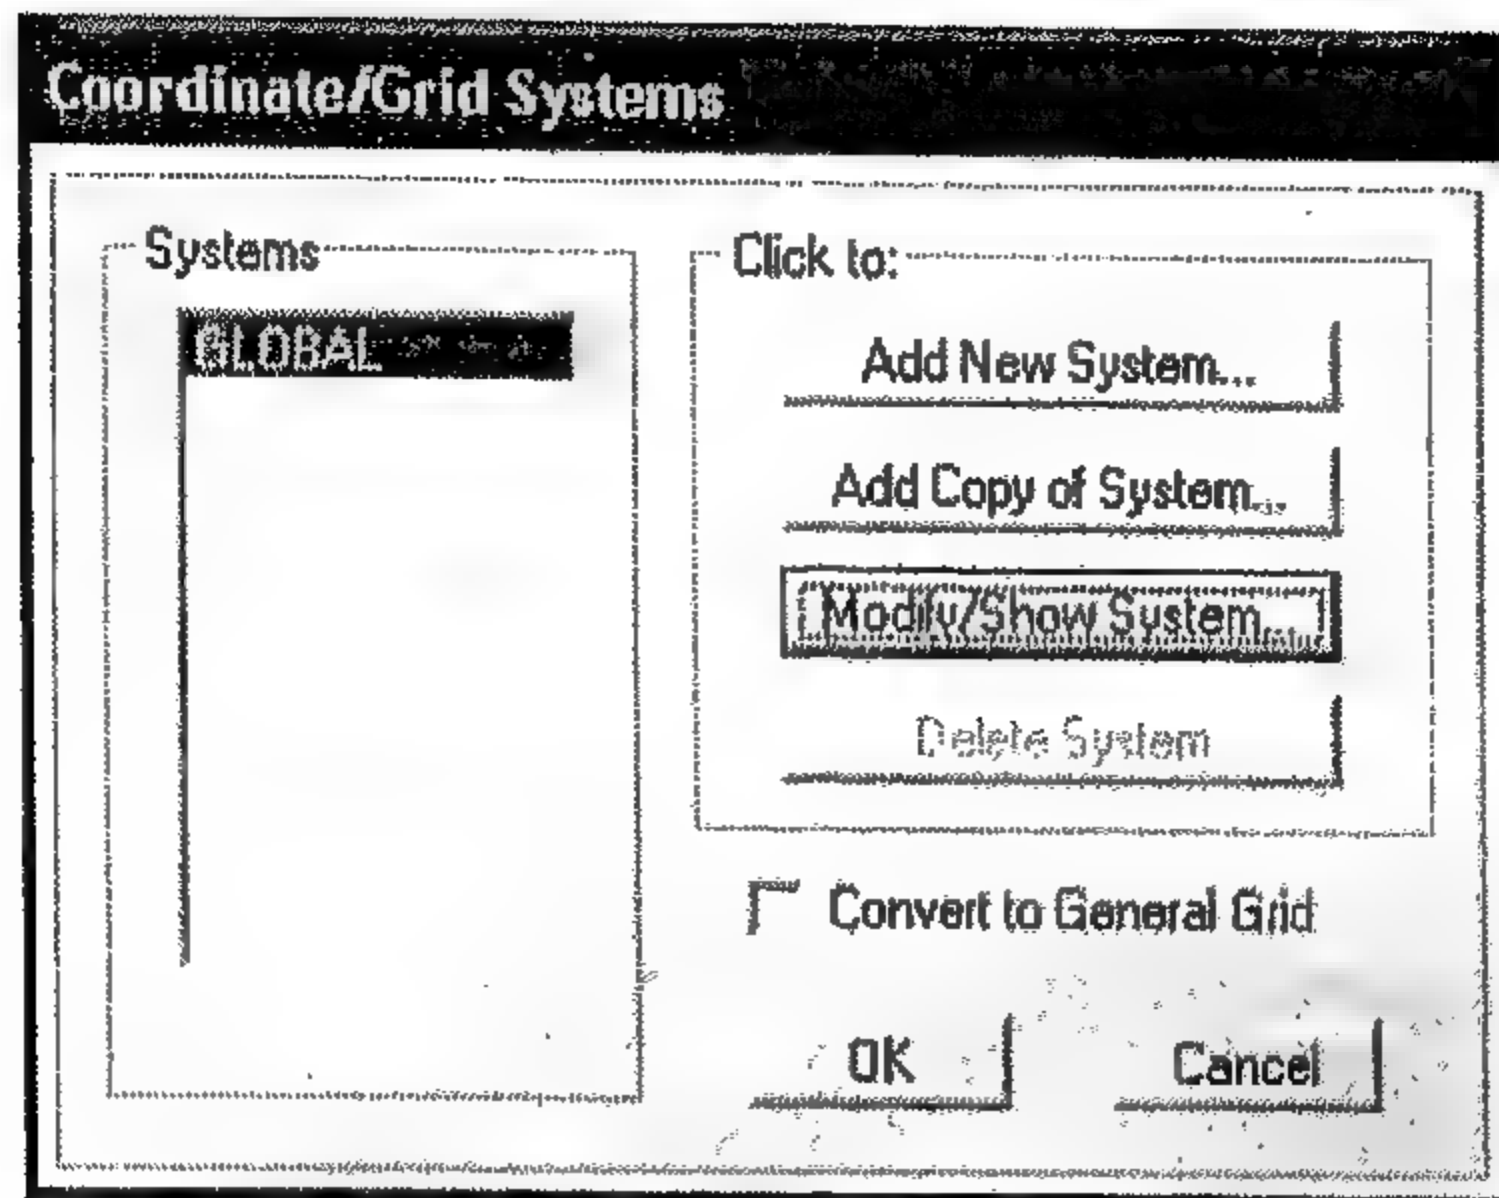 Coordinate/Grid Systems
Systems
GLOBAL
Click to:
Add New System...
Add Copy of System...
Modify/Show System...
Delete System
Convert to General Grid
OK
Cancel